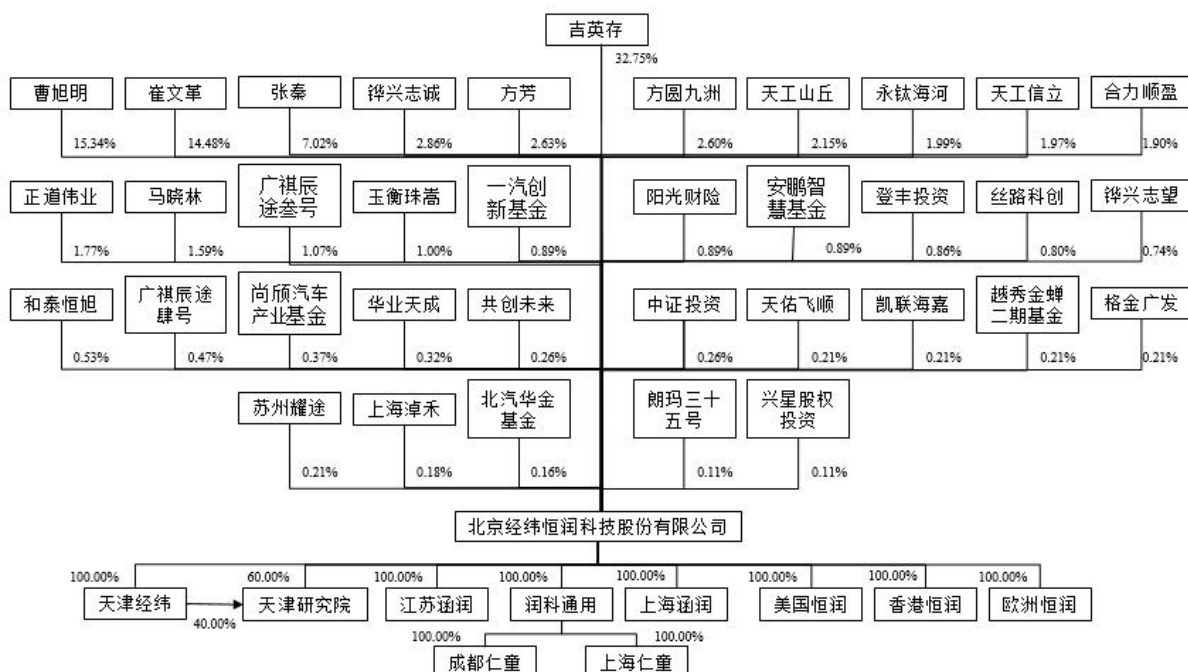 吉英存
32.75%
曹旭明 崔文革 张秦 铧兴志诚 方芳 方圆九洲 天工山丘 永钛海河 天工信立 合力顺盈
15.34% 14.48% 7.02% 2.86% 2.63% 2.60% 2.15% 1.99% 1.97% 1.90%
正道伟业 马晓林 广祺辰 玉衡珠嵩 一汽创 阳光财险 安鹏智 登丰投资 丝路科创 铧兴志望
途叁号 新基金 慧基金
1.77% 1.59% 1.07% 1.00% 0.89% 0.89% 0.89% 0.86% 0.80% 0.74%
和泰恒旭 广祺辰途 尚颀汽车 华业天成 共创未来 中证投资 天佑飞顺 凯联海嘉 越秀金蝉 格金广发
肆号 产业基金 二期基金
0.53% 0.47% 0.37% 0.32% 0.26% 0.26% 0.21% 0.21% 0.21% 0.21%
苏州耀途 上海淖禾 北汽华金 朗玛三十 兴星股权
基金 五号 投资
0.21% 0.18% 0.16% 0.11% 0.11%
北京经纬恒润科技股份有限公司
100.00% 60.00% 100.00% 100.00% 100.00% 100.00% 100.00% 100.00%
天津经纬 天津研究院 江苏涵润 润科通用 上海涵润 美国恒润 香港恒润 欧洲恒润
40.00%
100.00% 100.00%
成都仁童 上海仁童